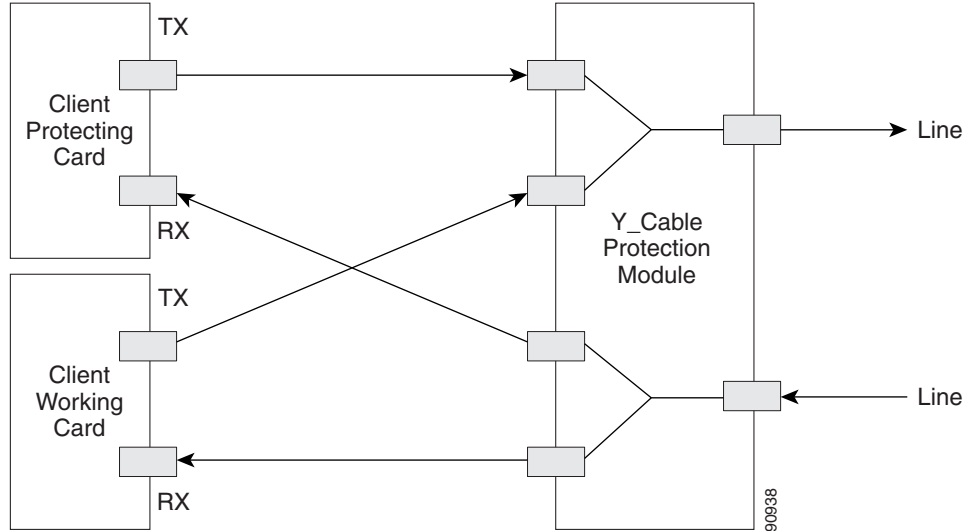 TX
Client
Protecting
Card
RX
Line
Y_Cable
Protection
Module
TX
Client
Working
Card
RX
Line
90938